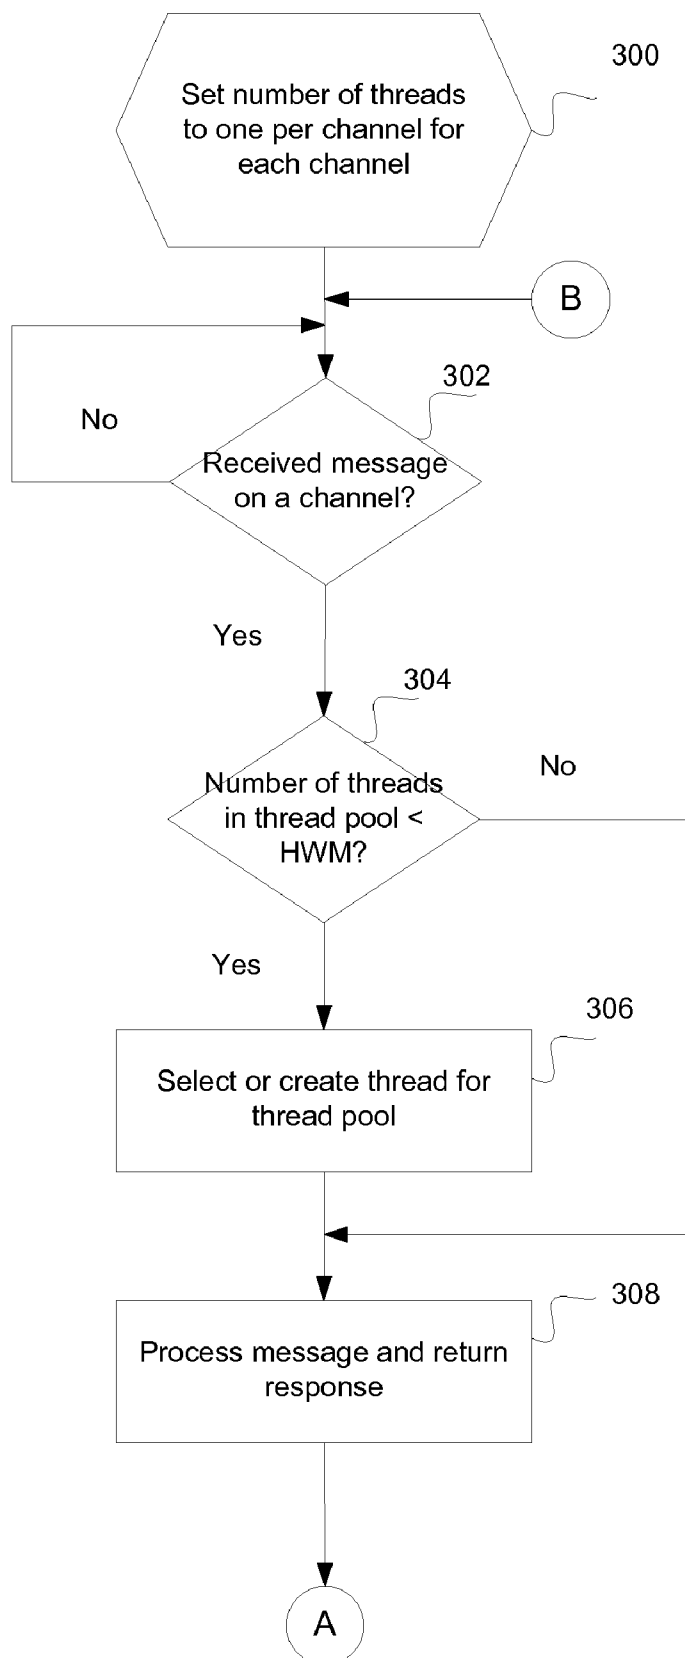 300
Set number of threads
to one per channel for
each channel
B
302
No
Received message
on a channel?
Yes
304
No
Number of threads
in thread pool <
HWM?
Yes
306
Select or create thread for
thread pool
308
Process message and return
response
A